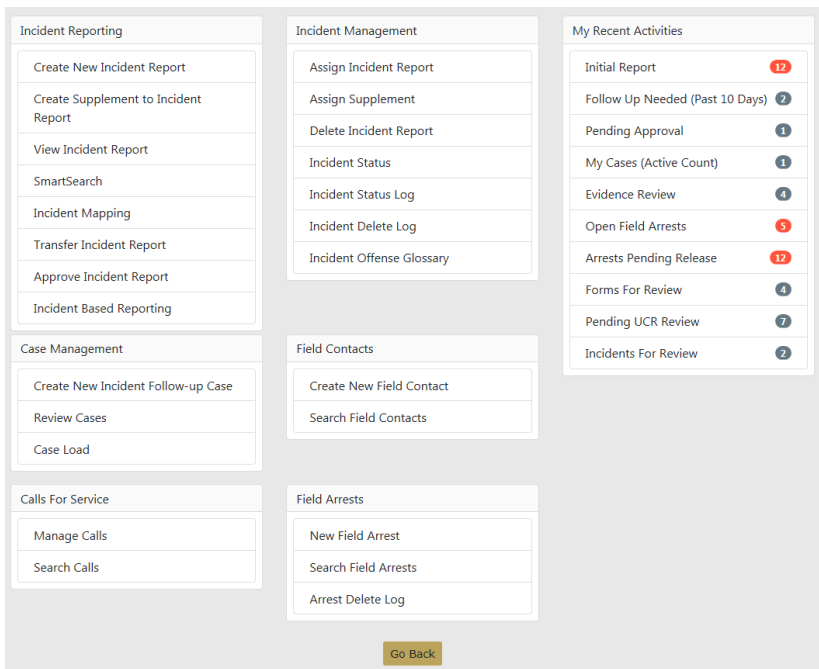 Incident Reporting
Create New Incident Report
Create Supplement to Incident
Report
View Incident Report
SmartSearch
Incident Mapping
Transfer Incident Report
Approve Incident Report
Incident Based Reporting
Case Management
Create New Incident Follow-up Case
Review Cases
Case Load
Calls For Service
Manage Calls
Search Calls
Incident Management
Assign Incident Report
Assign Supplement
Delete Incident Report
Incident Status
Incident Status Log
Incident Delete Log
Incident Offense Glossary
Field Contacts
Create New Field Contact
Search Field Contacts
Field Arrests
New Field Arrest
Search Field Arrests
Arrest Delete Log
My Recent Activities
Initial Report 12
Follow Up Needed (Past 10 Days) 2
Pending Approval 1
My Cases (Active Count) 1
Evidence Review 4
Open Field Arrests 5
Arrests Pending Release 12
Forms For Review 4
Pending UCR Review 7
Incidents For Review 2
Go Back